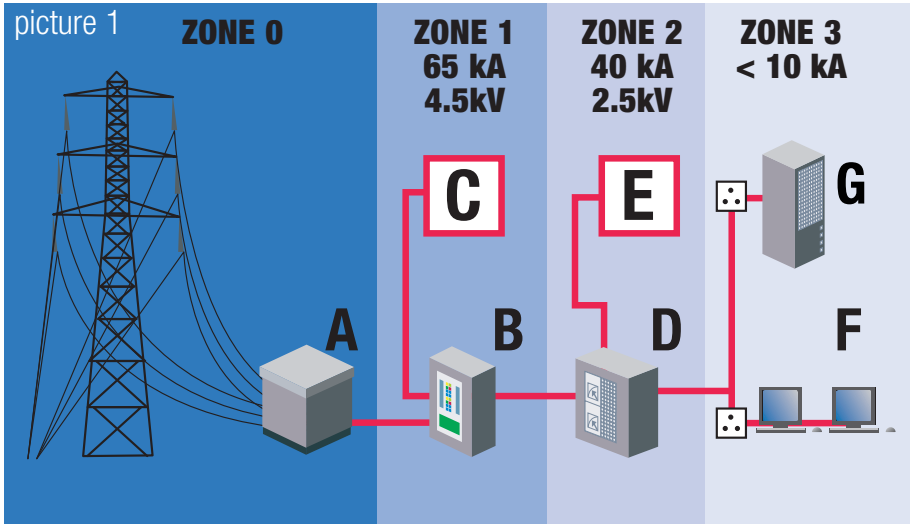 picture 1
ZONE 0
ZONE 1
65 kA
4.5kV
ZONE 2
40 kA
2.5kV
ZONE 3
< 10 kA
C
E
G
A
B
D
F